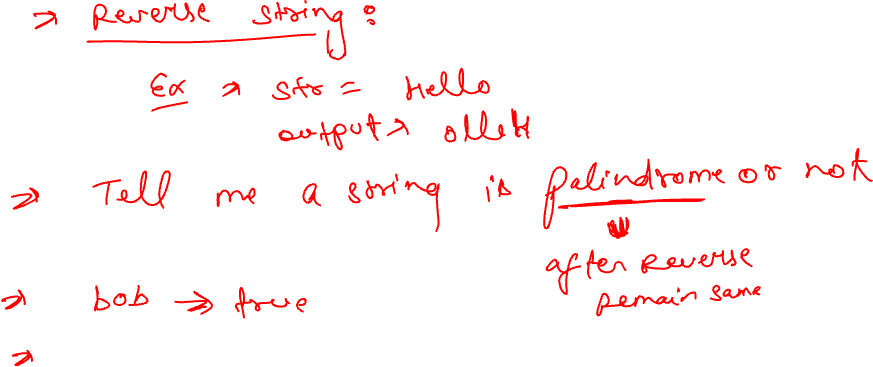 → Reverse string:
Ex → str = Hello
output → olleH
→ Tell me a string is palindrome or not
after Reverse
remain same
→ bob → true
→